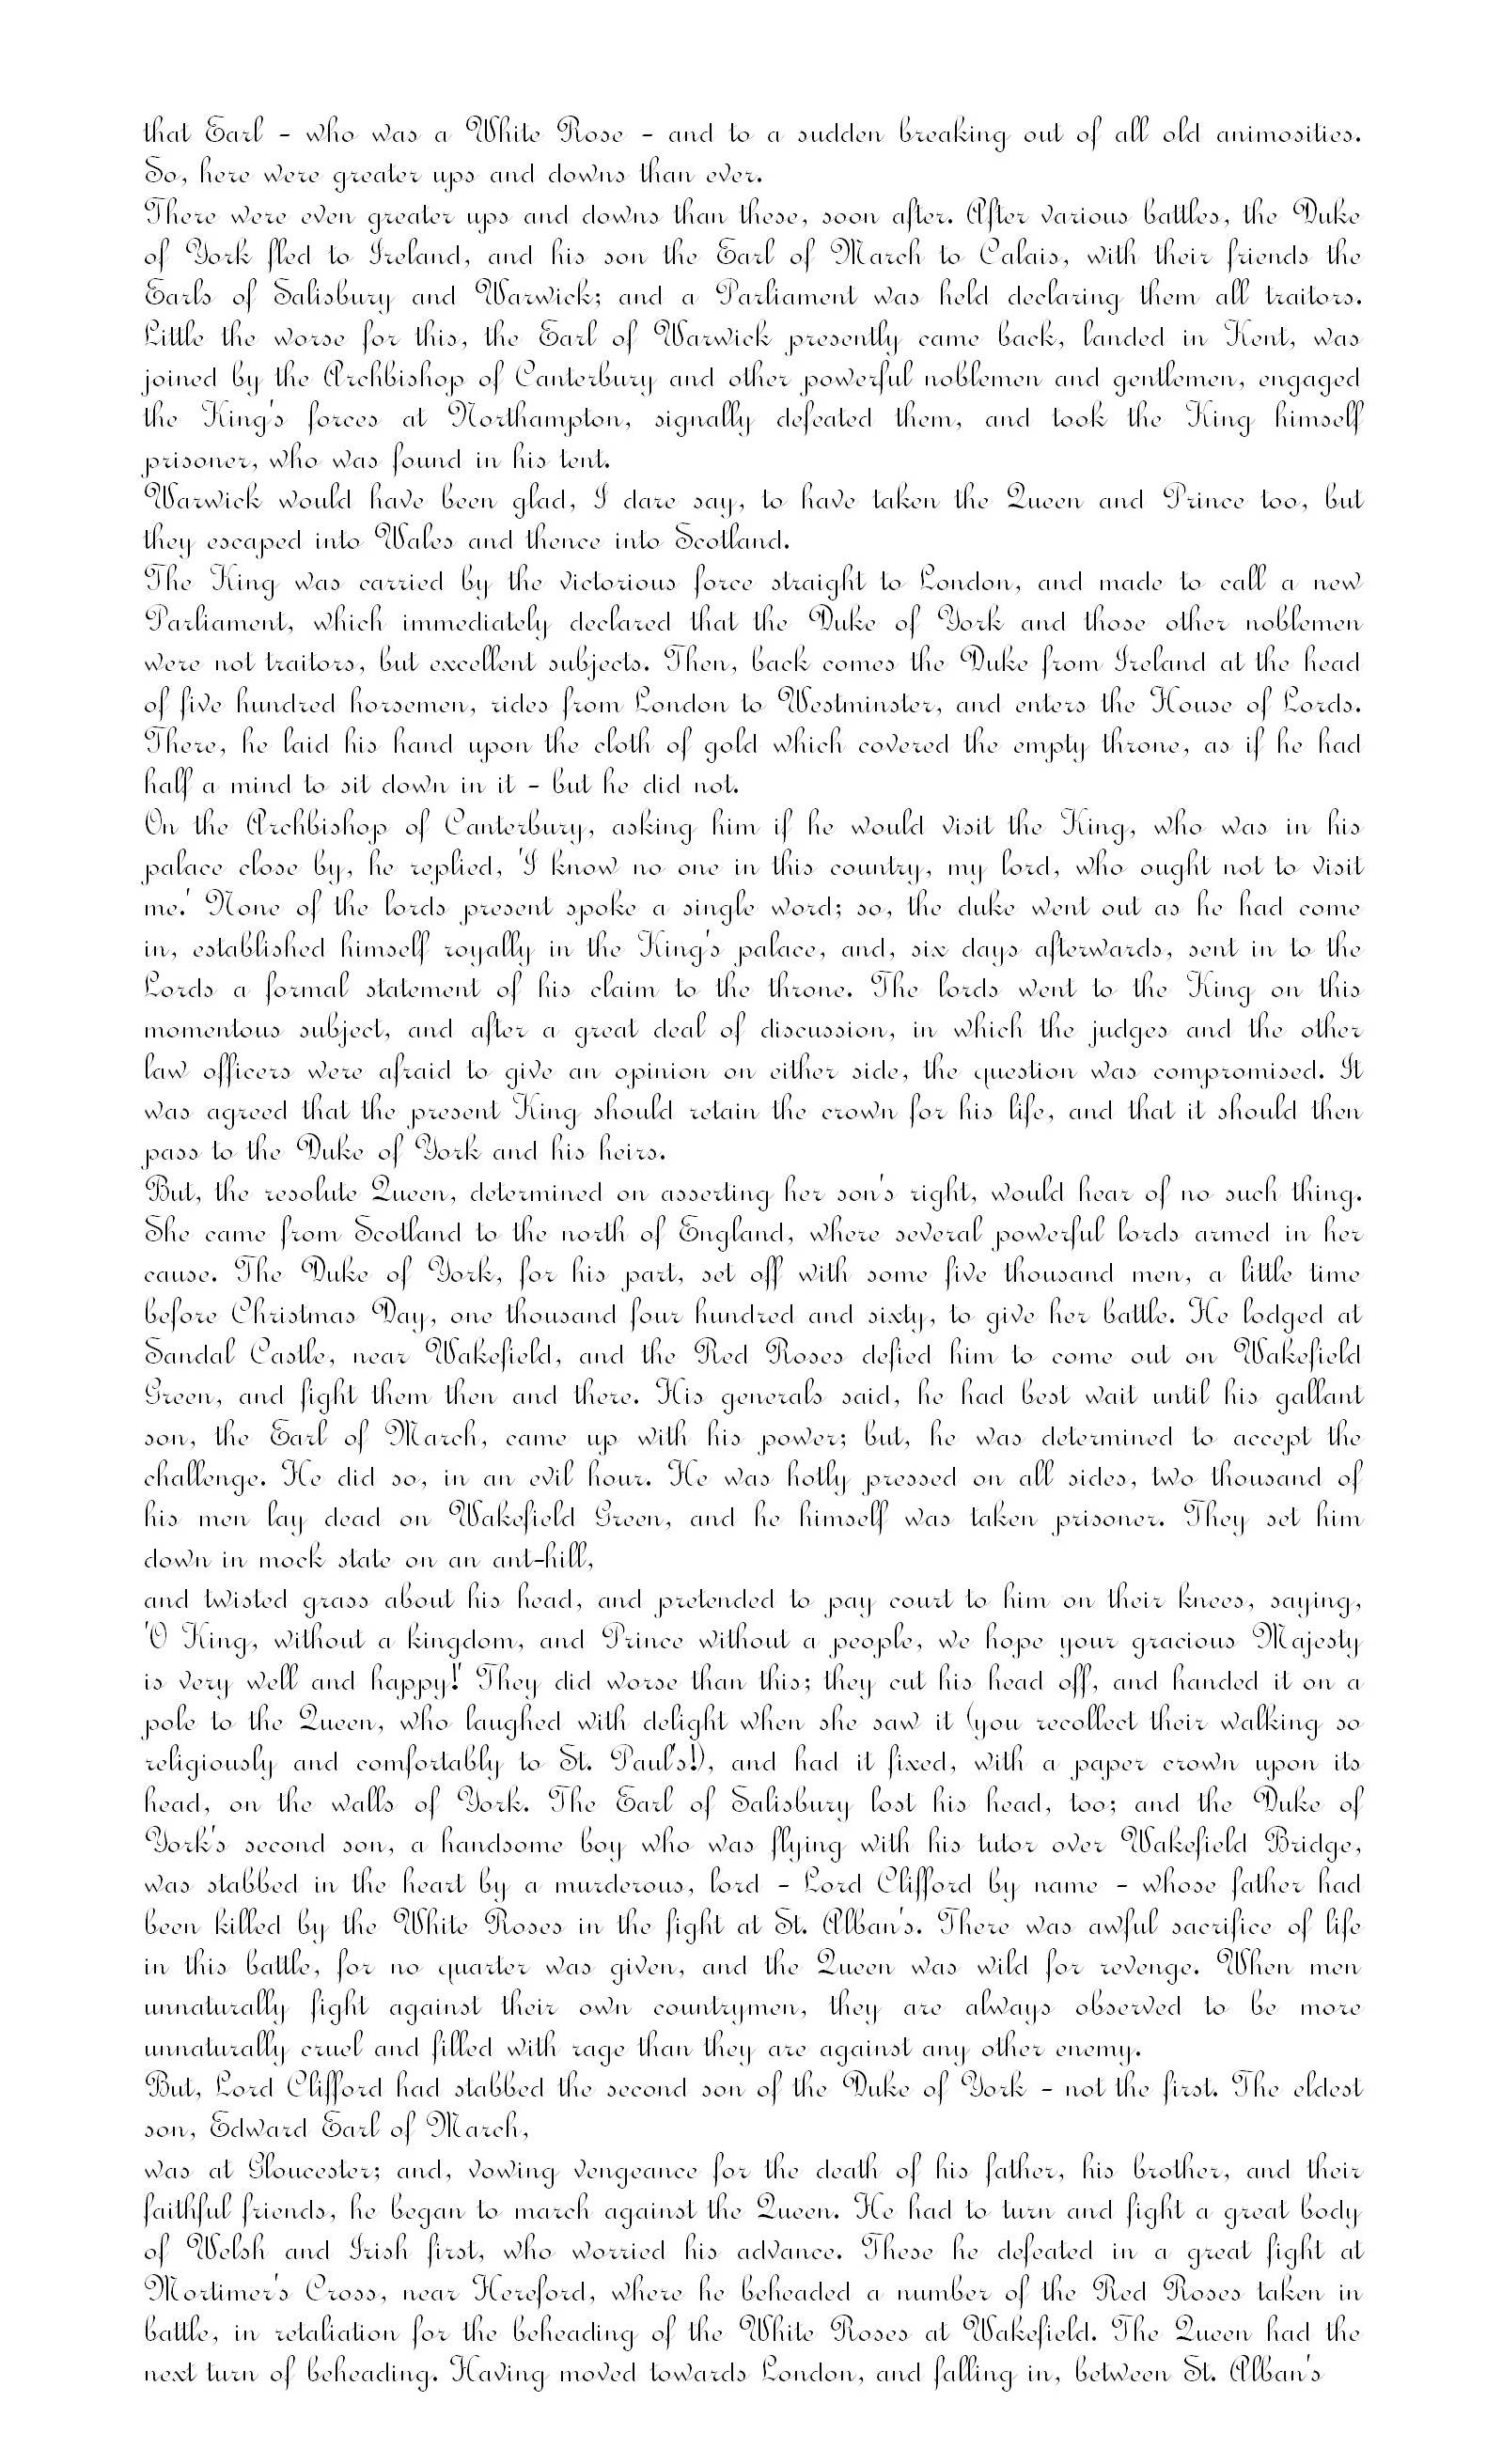 that Earl - who was a White Rose - and to a sudden breaking out of all old animosities.
So, here were greater ups and downs than ever.
There were even greater ups and downs than these, soon after. After various battles, the Duke
of York fled to Ireland, and his son the Earl of March to Calais, with their friends the
Earls of Salisbury and Warwick; and a Parliament was held declaring them all traitors.
Little the worse for this, the Earl of Warwick presently came back, landed in Kent, was
joined by the Archbishop of Canterbury and other powerful noblemen and gentlemen, engaged
the King's forces at Northampton, signally defeated them, and took the King himself
prisoner, who was found in his tent.
Warwick would have been glad, I dare say, to have taken the Queen and Prince too, but
they escaped into Wales and thence into Scotland.
The King was carried by the victorious force straight to London, and made to call a new
Parliament, which immediately declared that the Duke of York and those other noblemen
were not traitors, but excellent subjects. Then, back comes the Duke from Ireland at the head
of five hundred horsemen, rides from London to Westminster, and enters the House of Lords.
There, he laid his hand upon the cloth of gold which covered the empty throne, as if he had
half a mind to sit down in it - but he did not.
On the Archbishop of Canterbury, asking him if he would visit the King, who was in his
palace close by, he replied, 'I know no one in this country, my lord, who ought not to visit
me.' None of the lords present spoke a single word; so, the duke went out as he had come
in, established himself royally in the King's palace, and, six days afterwards, sent in to the
Lords a formal statement of his claim to the throne. The lords went to the King on this
momentous subject, and after a great deal of discussion, in which the judges and the other
law officers were afraid to give an opinion on either side, the question was compromised. It
was agreed that the present King should retain the crown for his life, and that it should then
pass to the Duke of York and his heirs.
But, the resolute Queen, determined on asserting her son's right, would hear of no such thing.
She came from Scotland to the north of England, where several powerful lords armed in her
cause. The Duke of York, for his part, set off with some five thousand men, a little time
before Christmas Day, one thousand four hundred and sixty, to give her battle. He lodged at
Sandal Castle, near Wakefield, and the Red Roses defied him to come out on Wakefield
Green, and fight them then and there. His generals said, he had best wait until his gallant
son, the Earl of March, came up with his power; but, he was determined to accept the
challenge. He did so, in an evil hour. He was hotly pressed on all sides, two thousand of
his men lay dead on Wakefield Green, and he himself was taken prisoner. They set him
down in mock state on an ant-hill,
and twisted grass about his head, and pretended to pay court to him on their knees, saying,
'O King, without a kingdom, and Prince without a people, we hope your gracious Majesty
is very well and happy!' They did worse than this; they cut his head off, and handed it on a
pole to the Queen, who laughed with delight when she saw it (you recollect their walking so
religiously and comfortably to St. Paul's!), and had it fixed, with a paper crown upon its
head, on the walls of York. The Earl of Salisbury lost his head, too; and the Duke of
York's second son, a handsome boy who was flying with his tutor over Wakefield Bridge,
was stabbed in the heart by a murderous, lord - Lord Clifford by name - whose father had
been killed by the White Roses in the fight at St. Alban's. There was awful sacrifice of life
in this battle, for no quarter was given, and the Queen was wild for revenge. When men
unnaturally fight against their own countrymen, they are always observed to be more
unnaturally cruel and filled with rage than they are against any other enemy.
But, Lord Clifford had stabbed the second son of the Duke of York - not the first. The eldest
son, Edward Earl of March,
was at Gloucester; and, vowing vengeance for the death of his father, his brother, and their
faithful friends, he began to march against the Queen. He had to turn and fight a great body
of Welsh and Irish first, who worried his advance. These he defeated in a great fight at
Mortimer's Cross, near Hereford, where he beheaded a number of the Red Roses taken in
battle, in retaliation for the beheading of the White Roses at Wakefield. The Queen had the
next turn of beheading. Having moved towards London, and falling in, between St. Alban's